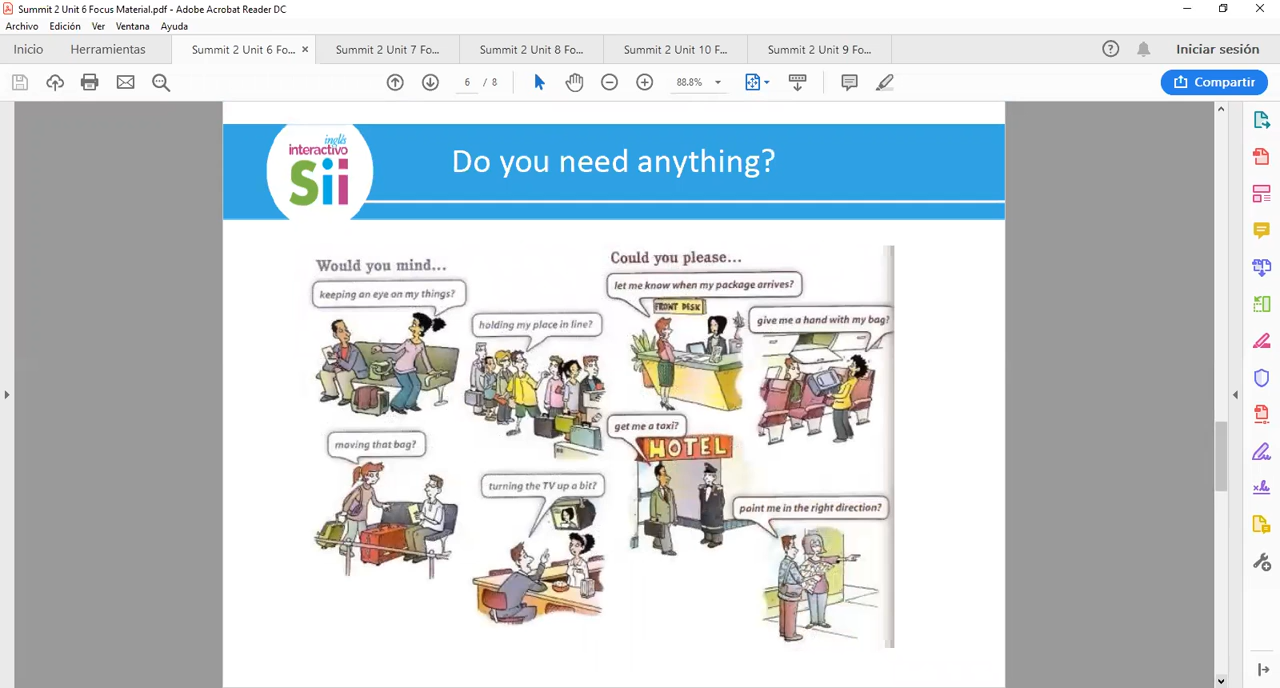 Summit 2 Unit 6 Focus Material.pdf - Adobe Acrobat Reader DC
Archivo Edición Ver Ventana Ayuda
Inicio Herramientas Summit 2 Unit 6 Fo... × Summit 2 Unit 7 Fo... Summit 2 Unit 8 Fo... Summit 2 Unit 10 F... Summit 2 Unit 9 Fo... Iniciar sesión
6 / 8 88.8% Compartir
inglés
interactivo
Sii
Do you need anything?
Would you mind...
keeping an eye on my things?
holding my place in line?
moving that bag?
turning the TV up a bit?
Could you please...
let me know when my package arrives?
FRONT DESK
give me a hand with my bag?
get me a taxi?
HOTEL
point me in the right direction?